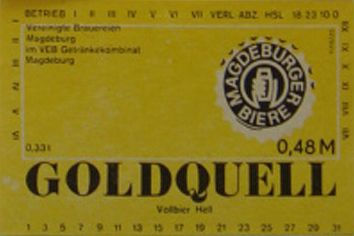 BETRIEB I II III IV V VI VII VERL. ABZ. HSL 18 23 10 0
Vereinigte Brauereien
Magdeburg
im VEB Getränkekombinat
Magdeburg
MAGDEBURGER
BIERE
0,33 l
0,48 M
GOLDQUELL
Vollbier Hell
1 3 5 7 9 11 13 15 17 19 21 23 25 27 29 31